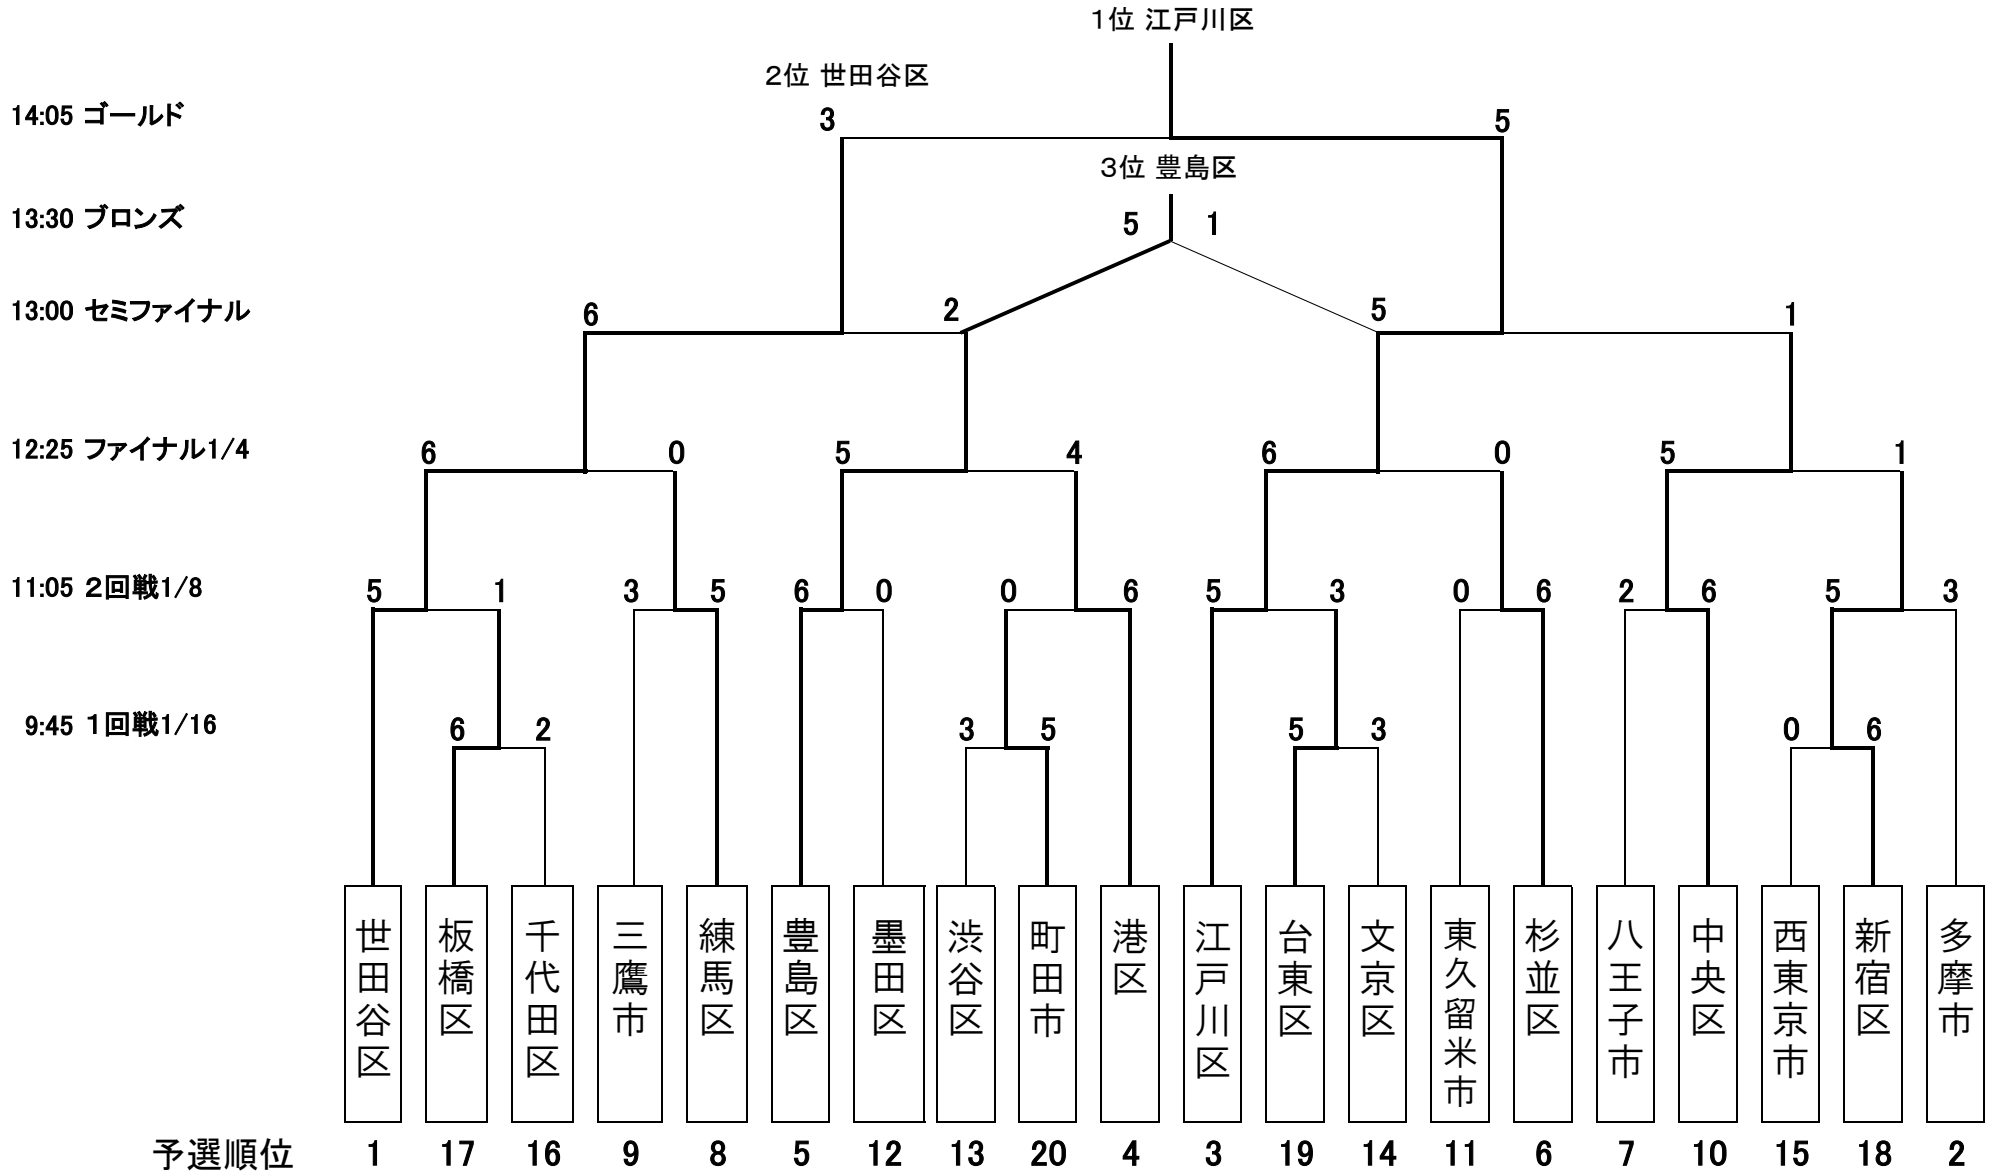 1位 江戸川区
2位 世田谷区
14:05 ゴールド
3 5
3位 豊島区
13:30 ブロンズ
5 1
13:00 セミファイナル
6 2 5 1
12:25 ファイナル1/4
6 0 5 4 6 0 5 1
11:05 2回戦1/8
5 1 3 5 6 0 0 6 5 3 0 6 2 6 5 3
9:45 1回戦1/16
6 2 3 5 5 3 0 6
世田谷区
板橋区
千代田区
三鷹市
練馬区
豊島区
墨田区
渋谷区
町田市
港区
江戸川区
台東区
文京区
東久留米市
杉並区
八王子市
中央区
西東京市
新宿区
多摩市
予選順位 1 17 16 9 8 5 12 13 20 4 3 19 14 11 6 7 10 15 18 2